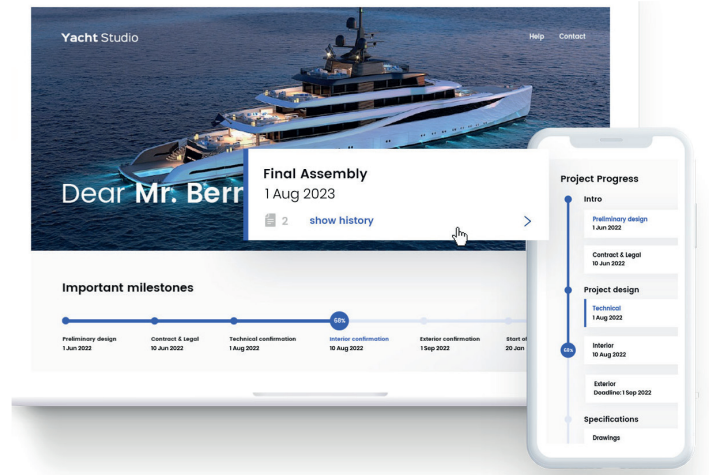 Yacht Studio
Help Contact
Dear Mr. Berr
Final Assembly
1 Aug 2023
2 show history
Important milestones
68%
Preliminary design
1 Jun 2022
Contract & Legal
10 Jun 2022
Technical confirmation
1 Aug 2022
Interior confirmation
10 Aug 2022
Exterior confirmation
1 Sep 2022
Start of
20 Jan
Project Progress
Intro
Preliminary design
1 Jun 2022
Contract & Legal
10 Jun 2022
Project design
Technical
1 Aug 2022
68%
Interior
10 Aug 2022
Exterior
Deadline: 1 Sep 2022
Specifications
Drawings